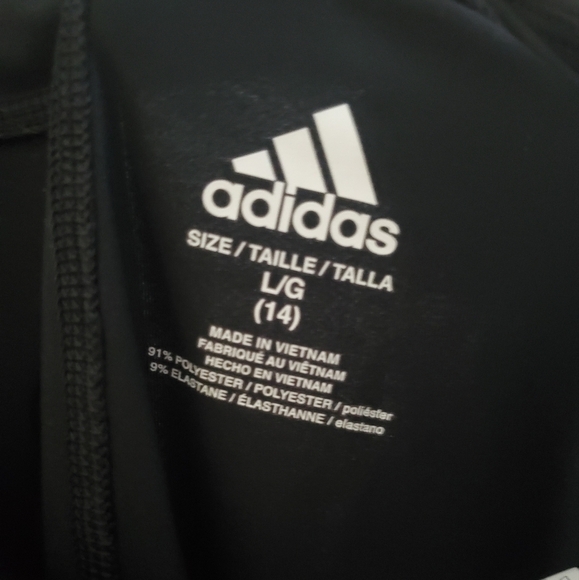 adidas
SIZE / TAILLE / TALLA
L/G
(14)
MADE IN VIETNAM
FABRIQUÉ AU VIÊTNAM
HECHO EN VIETNAM
91% POLYESTER / POLYESTER / poliéster
9% ELASTANE / ÉLASTHANNE / elastano